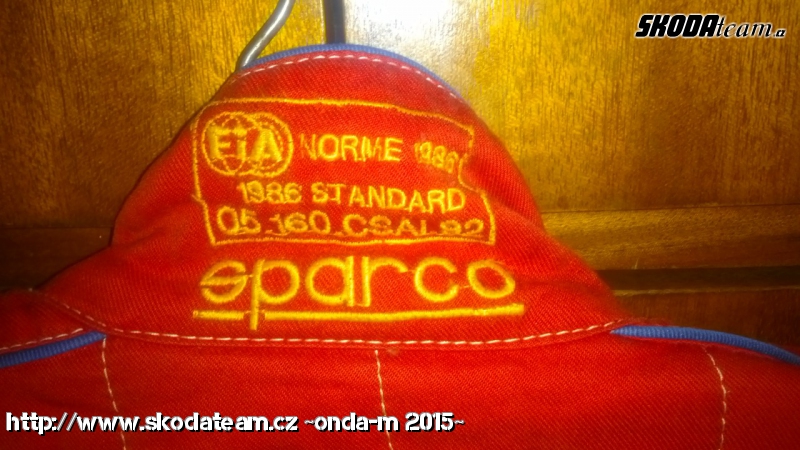 SKODAteam.cz
FIA NORME 1986
1986 STANDARD
05.160.CSAI.92
sparco
http://www.skodateam.cz ~onda-m 2015~